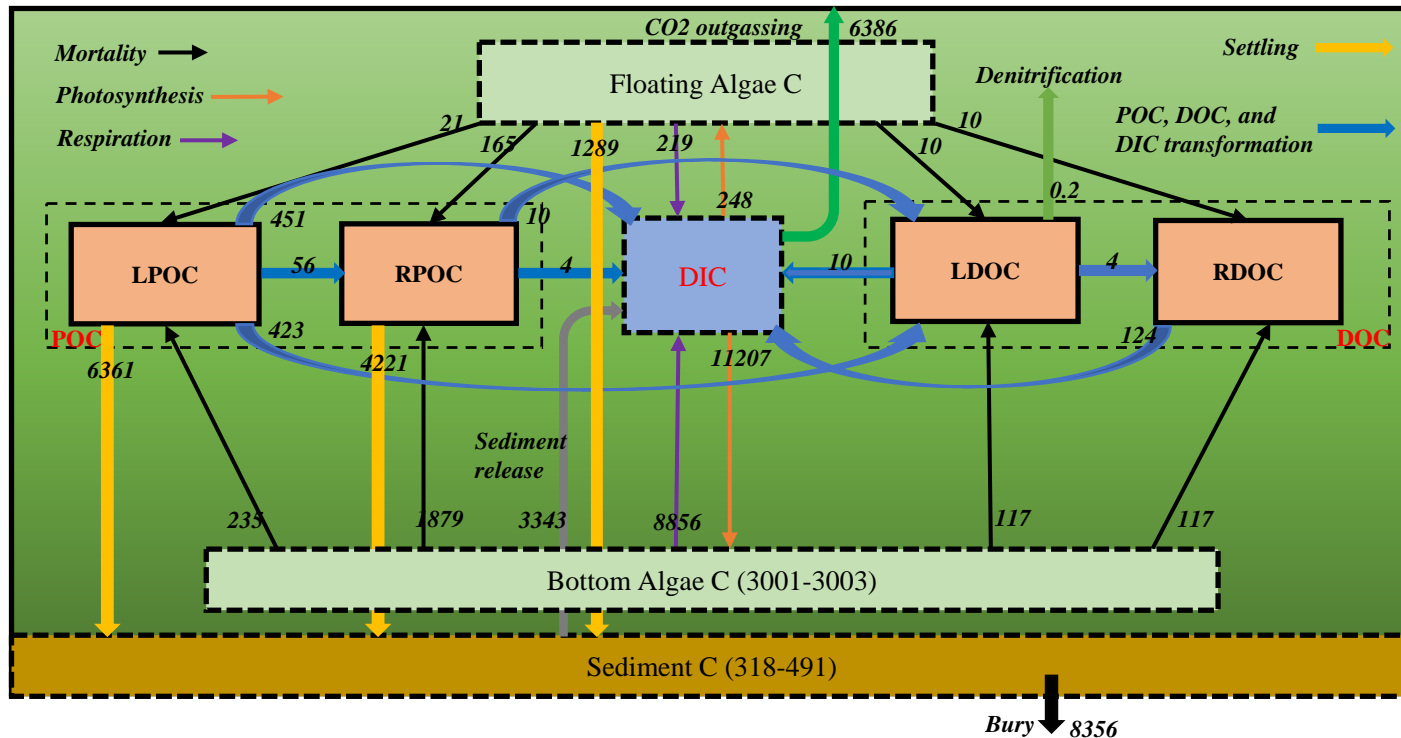 CO2 outgassing
6386
Mortality
Settling
Photosynthesis
Floating Algae C
Denitrification
Respiration
POC, DOC, and
DIC transformation
21
165
1289
219
248
10
10
0.2
451
10
LPOC
56
RPOC
4
DIC
10
LDOC
4
RDOC
POC
423
4221
11207
124
DOC
6361
Sediment
release
235
1879
3343
8856
117
117
Bottom Algae C (3001-3003)
Sediment C (318-491)
Bury
8356